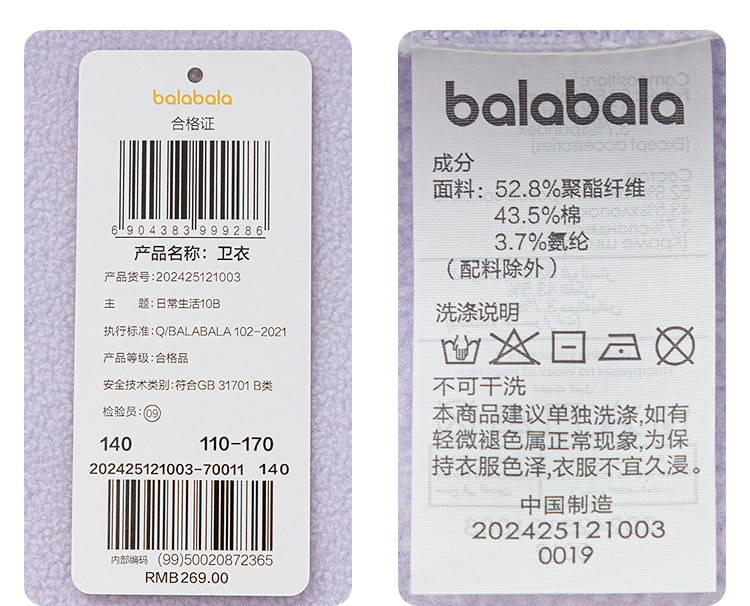 balabala
合格证
6904383999286
产品名称：卫衣
产品货号:202425121003
主 题:日常生活10B
执行标准:Q/BALABALA 102-2021
产品等级:合格品
安全技术类别:符合GB 31701 B类
检验员:09
140 110-170
202425121003-70011 140
内部编码 (99)50020872365
RMB269.00
balabala
成分
面料：52.8%聚酯纤维
43.5%棉
3.7%氨纶
（配料除外）
洗涤说明
不可干洗
本商品建议单独洗涤,如有
轻微褪色属正常现象,为保
持衣服色泽,衣服不宜久浸。
中国制造
202425121003
0019